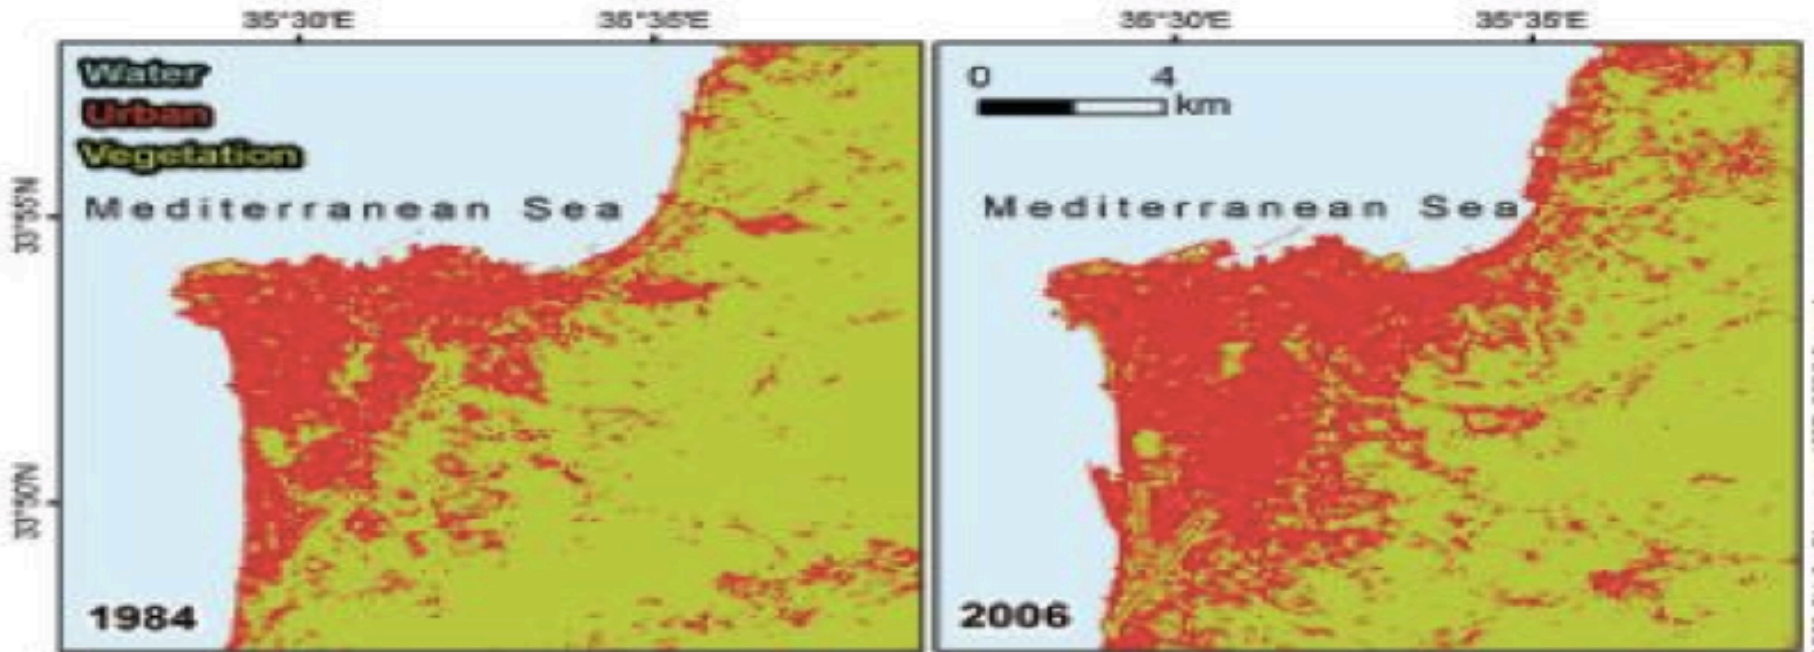 35°30'E 35°35'E 35°30'E 35°35'E
Water
Urban
Vegetation
0 4
km
33°55'N
Mediterranean Sea
Mediterranean Sea
33°50'N
1984
2006